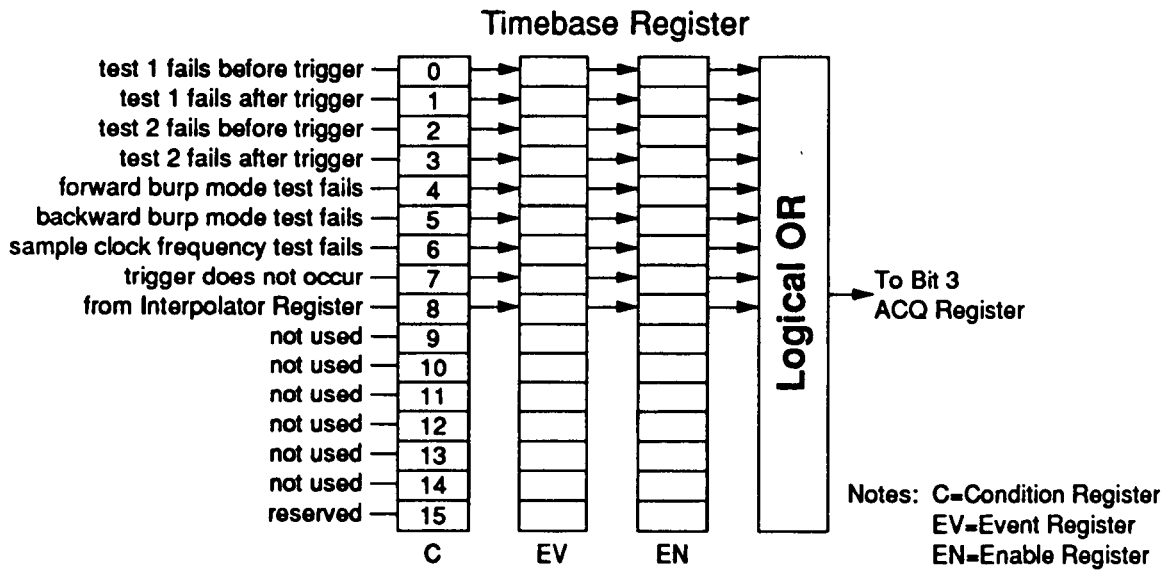 Timebase Register
test 1 fails before trigger 0
test 1 fails after trigger 1
test 2 fails before trigger 2
test 2 fails after trigger 3
forward burp mode test fails 4
backward burp mode test fails 5
sample clock frequency test fails 6
trigger does not occur 7
from Interpolator Register 8
not used 9
not used 10
not used 11
not used 12
not used 13
not used 14
reserved 15
C EV EN
Logical OR
To Bit 3
ACQ Register
Notes: C=Condition Register
EV=Event Register
EN=Enable Register